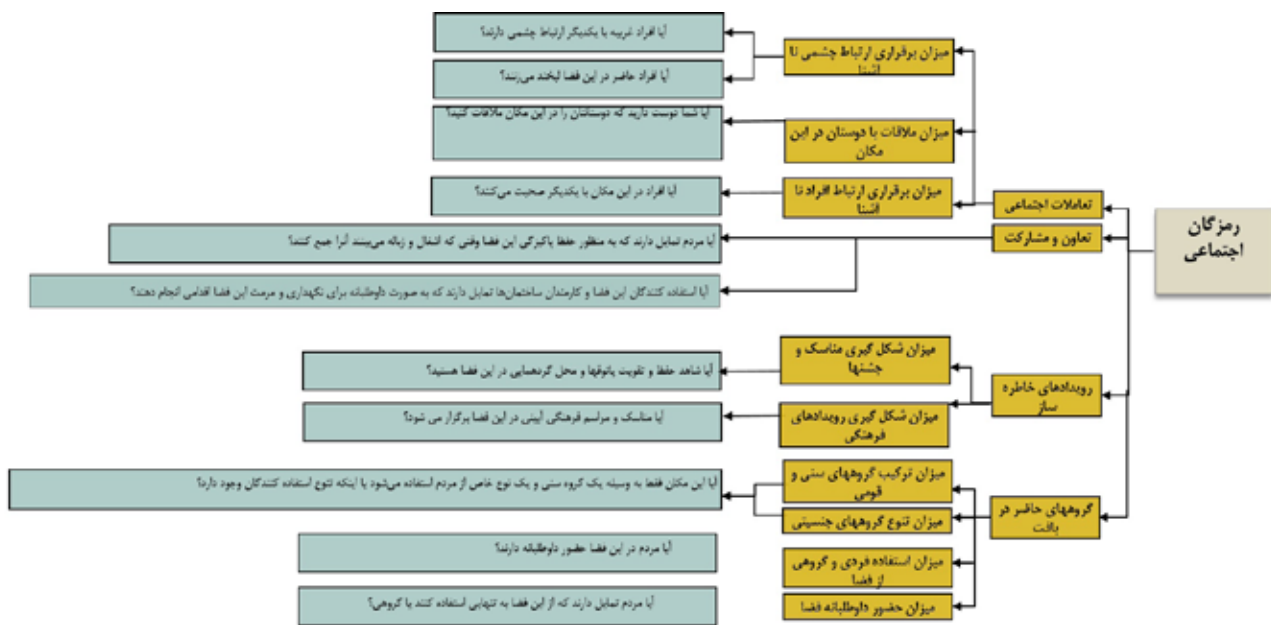 رمزگان
اجتماعی
تعاملات اجتماعی
میزان برقراری ارتباط چشمی نا
اشنا
آیا افراد غریبه با یکدیگر ارتباط چشمی دارند؟
آیا افراد حاضر در این فضا لبخند می‌زنند؟
میزان ملاقات با دوستان در این
مکان
آیا شما دوست دارید که دوستانتان را در این مکان ملاقات کنید؟
میزان برقراری ارتباط افراد نا
اشنا
آیا افراد در این مکان با یکدیگر صحبت می‌کنند؟
تعاون و مشارکت
آیا مردم تمایل دارند که به منظور حفظ پاکیزگی این فضا وقتی که اشغال و زباله می‌بینند آنرا جمع کنند؟
آیا استفاده کنندگان این فضا و کارمندان ساختمان‌ها تمایل دارند که به صورت داوطلبانه برای نگهداری و مرمت این فضا اقدامی انجام دهند؟
رویدادهای خاطره
ساز
میزان شکل گیری مناسک و
جشنها
آیا شاهد حفظ و تقویت پاتوقها و محل گردهمایی در این فضا هستید؟
میزان شکل گیری رویدادهای
فرهنگی
آیا مناسک و مراسم فرهنگی آیینی در این فضا برگزار می شود؟
گروههای حاضر در
بافت
میزان ترکیب گروههای سنی و
قومی
میزان تنوع گروههای جنسیتی
آیا این مکان فقط به وسیله یک گروه سنی و یک نوع خاص از مردم استفاده می‌شود یا اینکه تنوع استفاده کنندگان وجود دارد؟
میزان استفاده فردی و گروهی
از فضا
آیا مردم در این فضا حضور داوطلبانه دارند؟
میزان حضور داوطلبانه فضا
آیا مردم تمایل دارند که از این فضا به تنهایی استفاده کنند یا گروهی؟